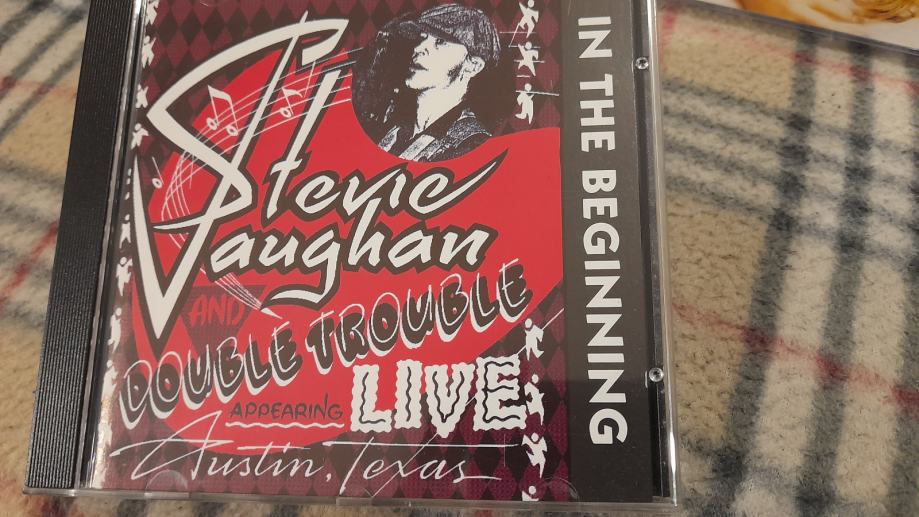 Stevie
Vaughan
AND
DOUBLE TROUBLE
APPEARING LIVE
Austin, Texas
IN THE BEGINNING